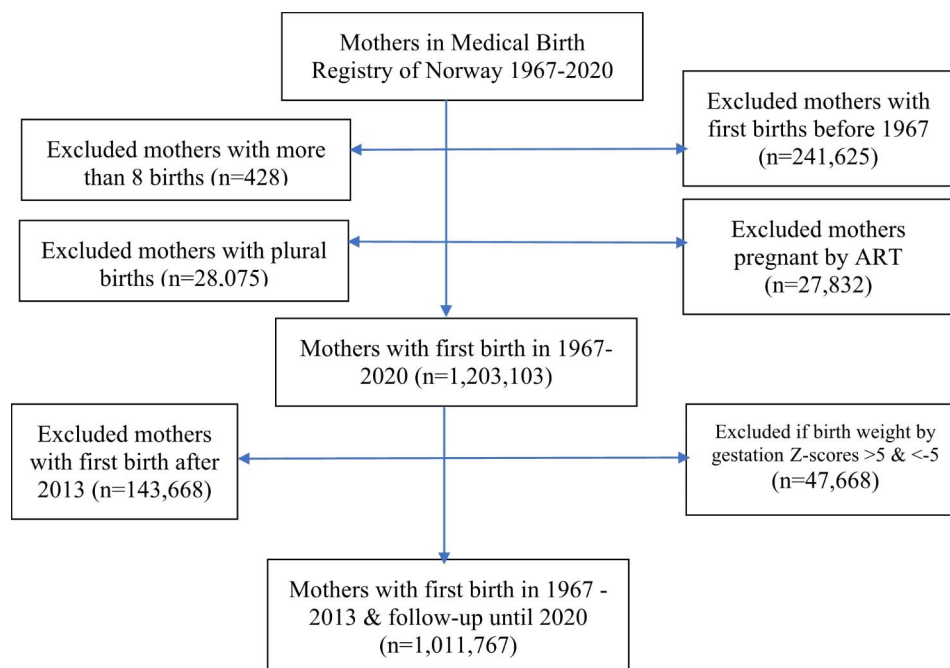 Mothers in Medical Birth
Registry of Norway 1967-2020
Excluded mothers with
first births before 1967
(n=241,625)
Excluded mothers with more
than 8 births (n=428)
Excluded mothers with plural
births (n=28,075)
Excluded mothers
pregnant by ART
(n=27,832)
Mothers with first birth in 1967-
2020 (n=1,203,103)
Excluded mothers
with first birth after
2013 (n=143,668)
Excluded if birth weight by
gestation Z-scores >5 & <-5
(n=47,668)
Mothers with first birth in 1967 -
2013 & follow-up until 2020
(n=1,011,767)